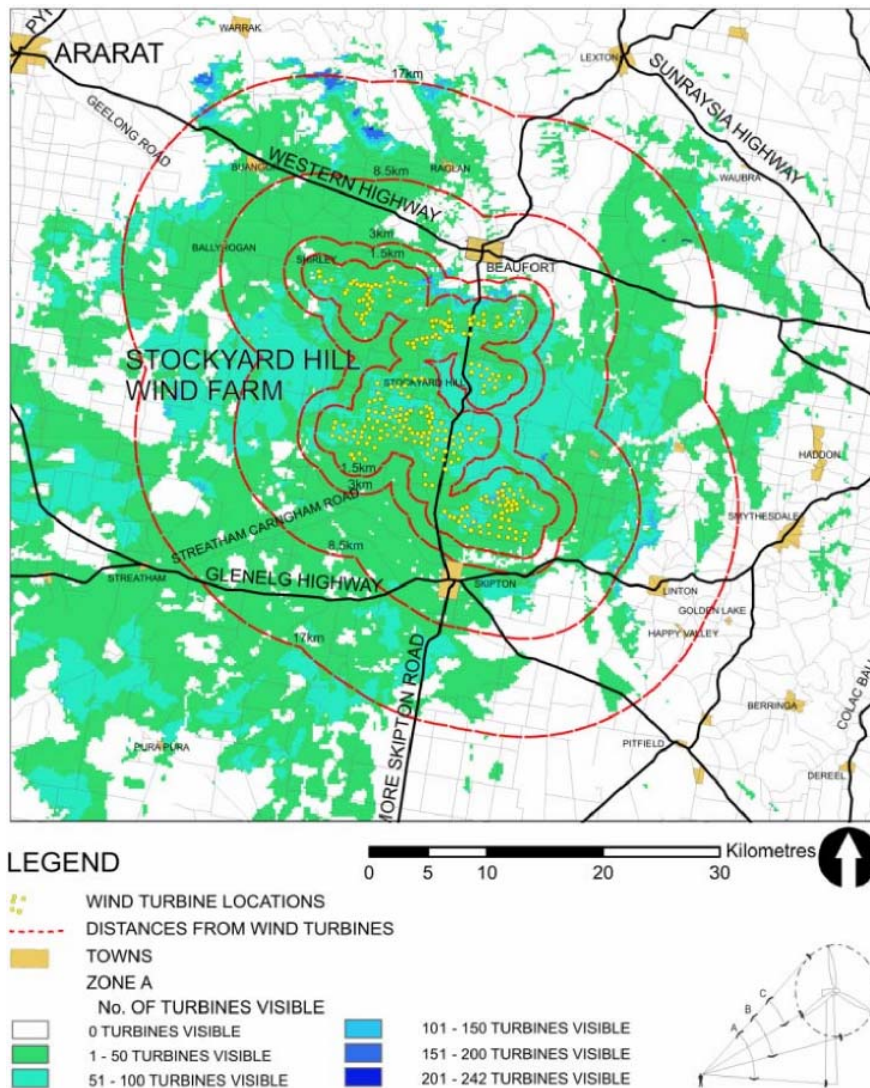 PYR
WARRAK
ARARAT
LEXTON
SUNRAYSIA HIGHWAY
17km
GEELONG ROAD
BUANGOR
WESTERN HIGHWAY
8.5km
RAGLAN
WAUBRA
3km
BALLYHOGAN
SHIRLEY
1.5km
BEAUFORT
STOCKYARD HILL
WIND FARM
STOCKYARD HILL
HADDON
1.5km
3km
STREATHAM CARNGHAM ROAD
SMYTHESDALE
8.5km
STREATHAM
GLENELG HIGHWAY
SKIPTON
LINTON
GOLDEN LAKE
HAPPY VALLEY
17km
MORE SKIPTON ROAD
BERRINGA
COLAC BAL
PURA PURA
PITFIELD
DEREEL
LEGEND
Kilometres
0 5 10 20 30
WIND TURBINE LOCATIONS
DISTANCES FROM WIND TURBINES
TOWNS
ZONE A
No. OF TURBINES VISIBLE
0 TURBINES VISIBLE
1 - 50 TURBINES VISIBLE
51 - 100 TURBINES VISIBLE
101 - 150 TURBINES VISIBLE
151 - 200 TURBINES VISIBLE
201 - 242 TURBINES VISIBLE
A
B
C